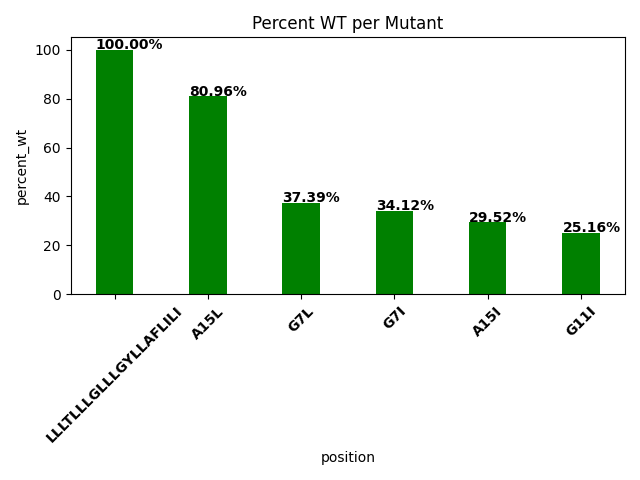 Percent WT per Mutant
percent_wt
100
80
60
40
20
0
100.00%
80.96%
37.39%
34.12%
29.52%
25.16%
LLLTLLLGLLLGYLLAFLILI
A15L
G7L
G7I
A15I
G11I
position